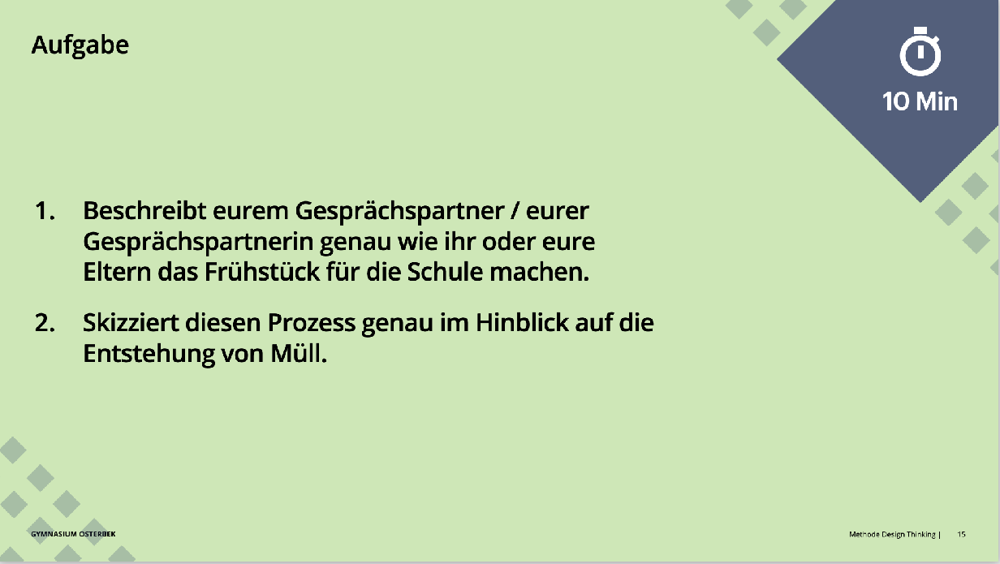 Aufgabe
10 Min
1. Beschreibt eurem Gesprächspartner / eurer
Gesprächspartnerin genau wie ihr oder eure
Eltern das Frühstück für die Schule machen.
2. Skizziert diesen Prozess genau im Hinblick auf die
Entstehung von Müll.
GYMNASIUM OSTERBEK
Methode Design Thinking | 15